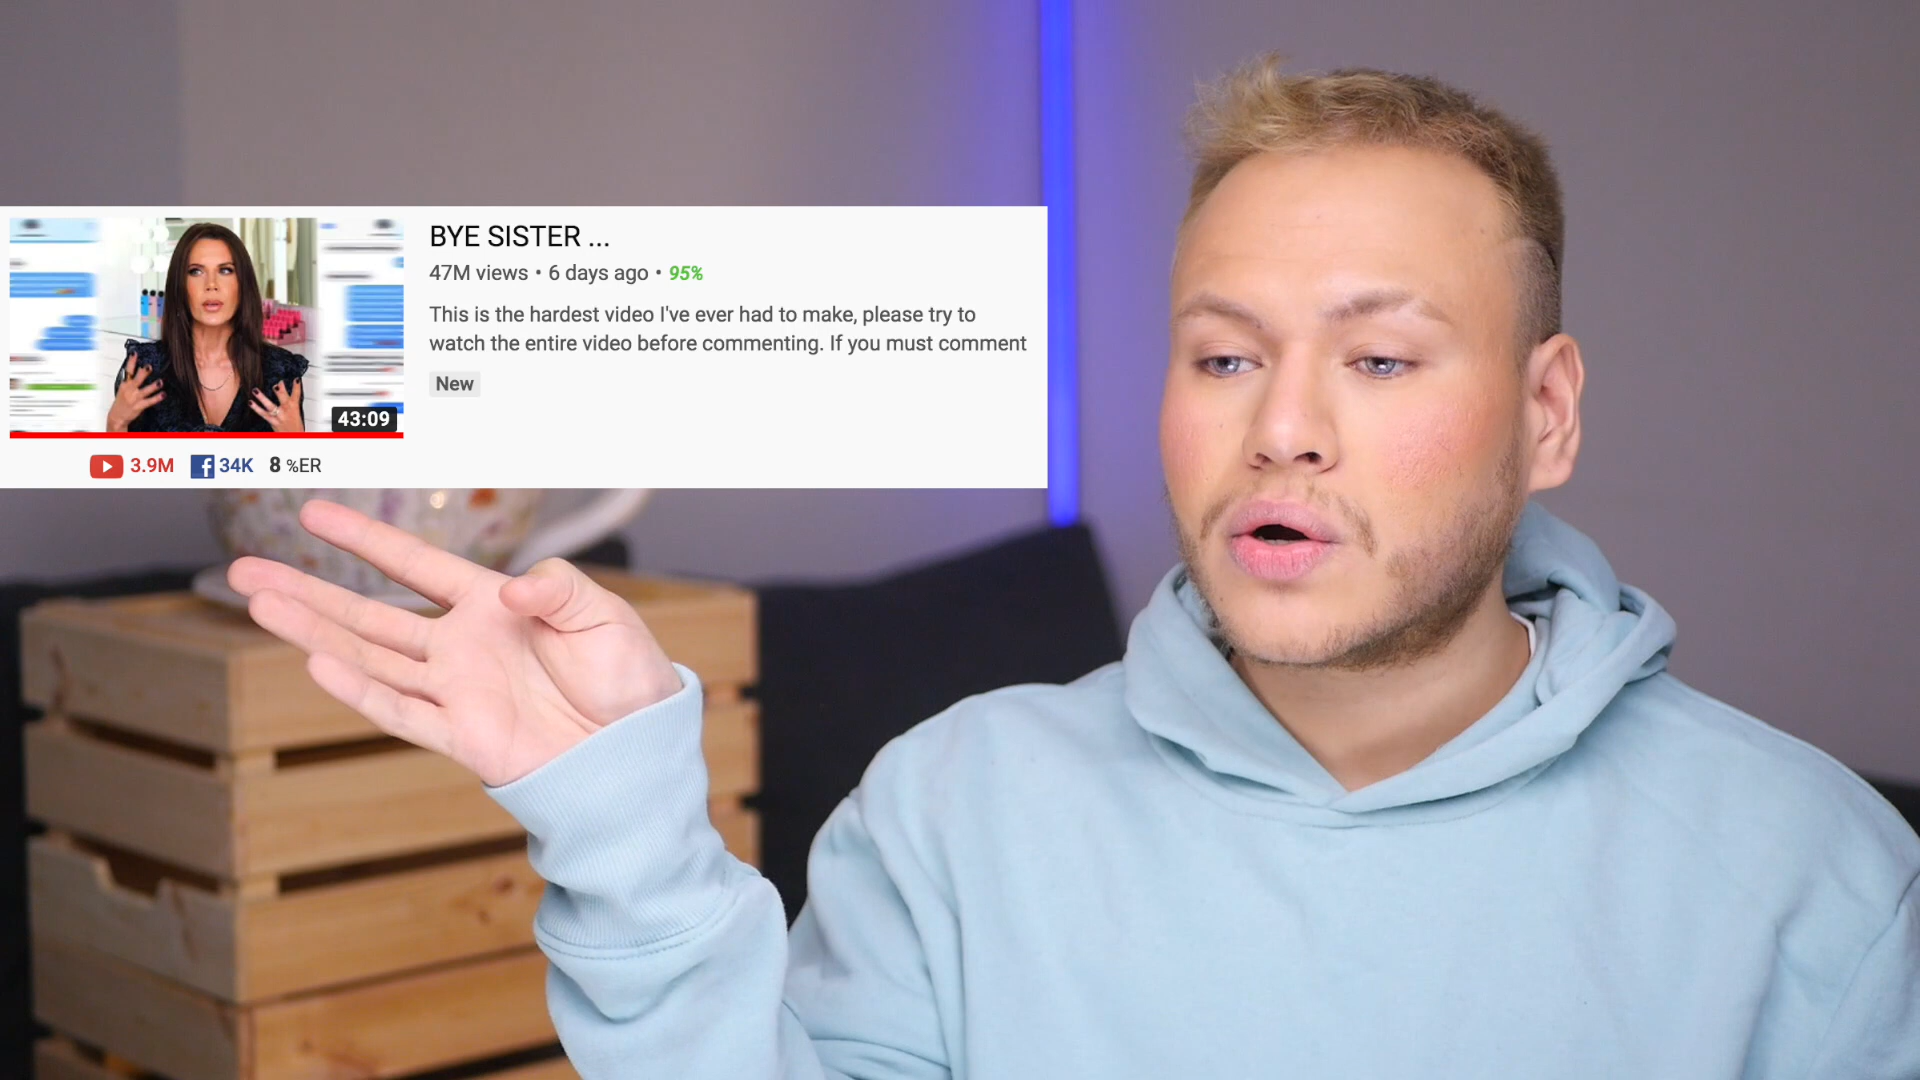 BYE SISTER ...
47M views • 6 days ago • 95%
This is the hardest video I've ever had to make, please try to
watch the entire video before commenting. If you must comment
New
43:09
3.9M f 34K 8 %ER